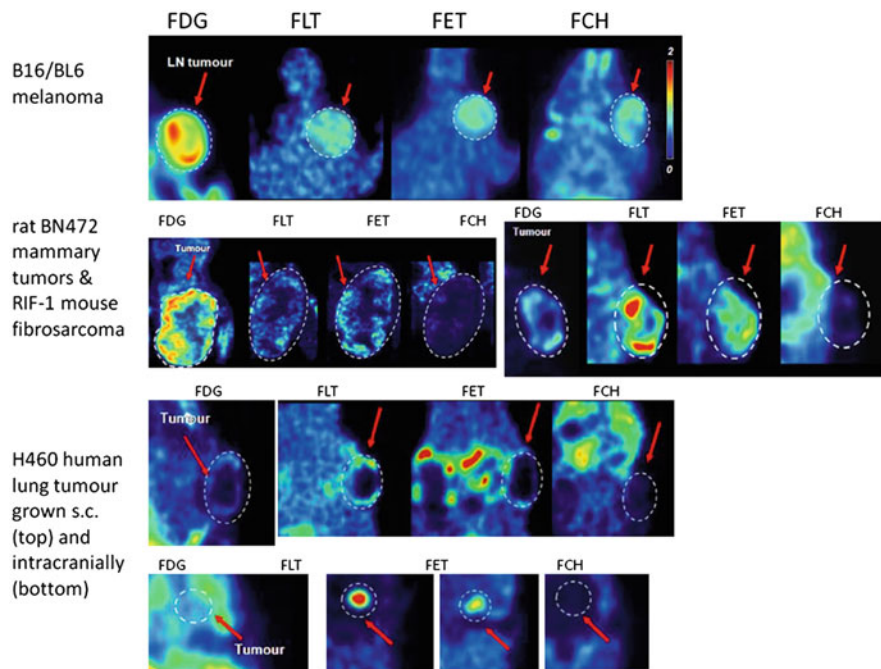 FDG FLT FET FCH
B16/BL6
melanoma
LN tumour
2
0
rat BN472
mammary
tumors &
RIF-1 mouse
fibrosarcoma
FDG FLT FET FCH
Tumour
FDG FLT FET FCH
Tumour
H460 human
lung tumour
grown s.c.
(top) and
intracranially
(bottom)
FDG FLT FET FCH
Tumour
FDG FLT FET FCH
Tumour